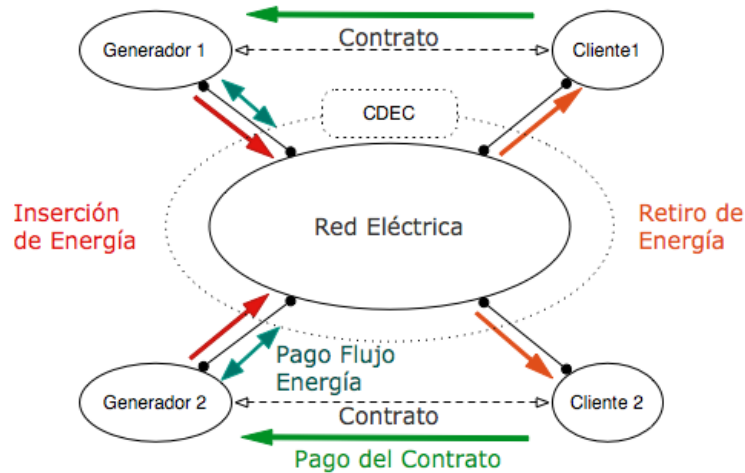 Generador 1
Contrato
Cliente1
CDEC
Inserción
de Energía
Red Eléctrica
Retiro de
Energía
Pago Flujo
Energía
Generador 2
Contrato
Cliente 2
Pago del Contrato